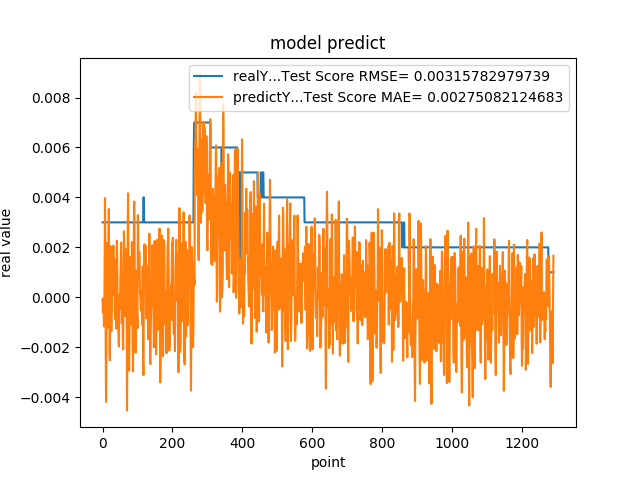 model predict
realY...Test Score RMSE= 0.00315782979739
predictY...Test Score MAE= 0.00275082124683
real value
0.008
0.006
0.004
0.002
0.000
−0.002
−0.004
0 200 400 600 800 1000 1200
point